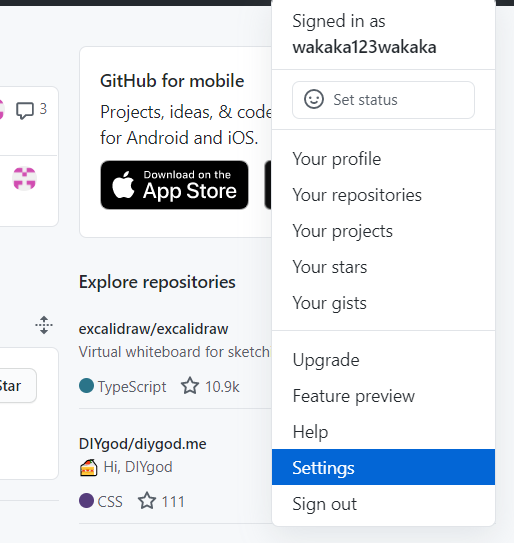 Signed in as
wakaka123wakaka
Set status
Your profile
Your repositories
Your projects
Your stars
Your gists
Upgrade
Feature preview
Help
Settings
Sign out
3
GitHub for mobile
Projects, ideas, & code
for Android and iOS.
Download on the
App Store
Explore repositories
excalidraw/excalidraw
Virtual whiteboard for sketch
TypeScript 10.9k
Star
DIYgod/diygod.me
🧀 Hi, DIYgod
CSS 111